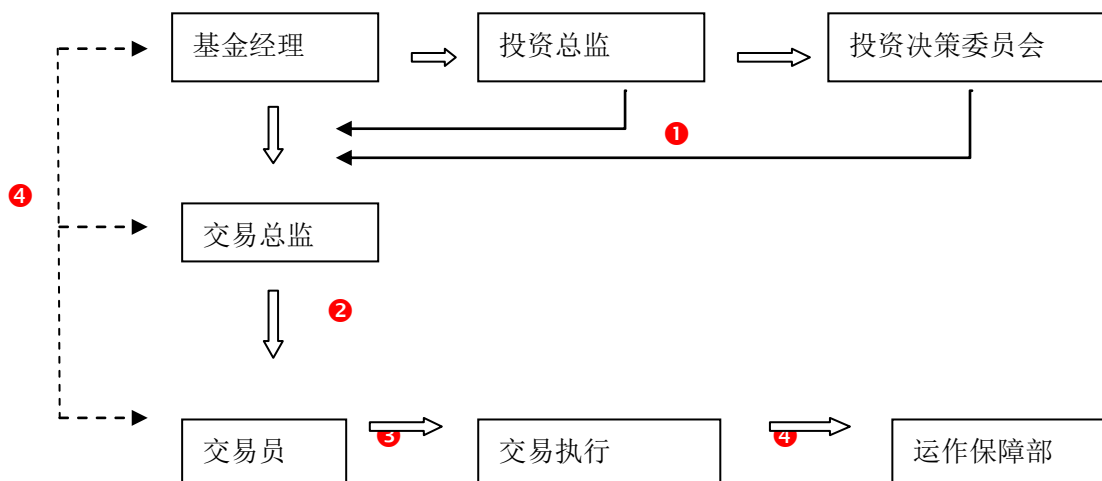 基金经理
投资总监
投资决策委员会
❶
❹
交易总监
❷
交易员
❸
交易执行
❹
运作保障部